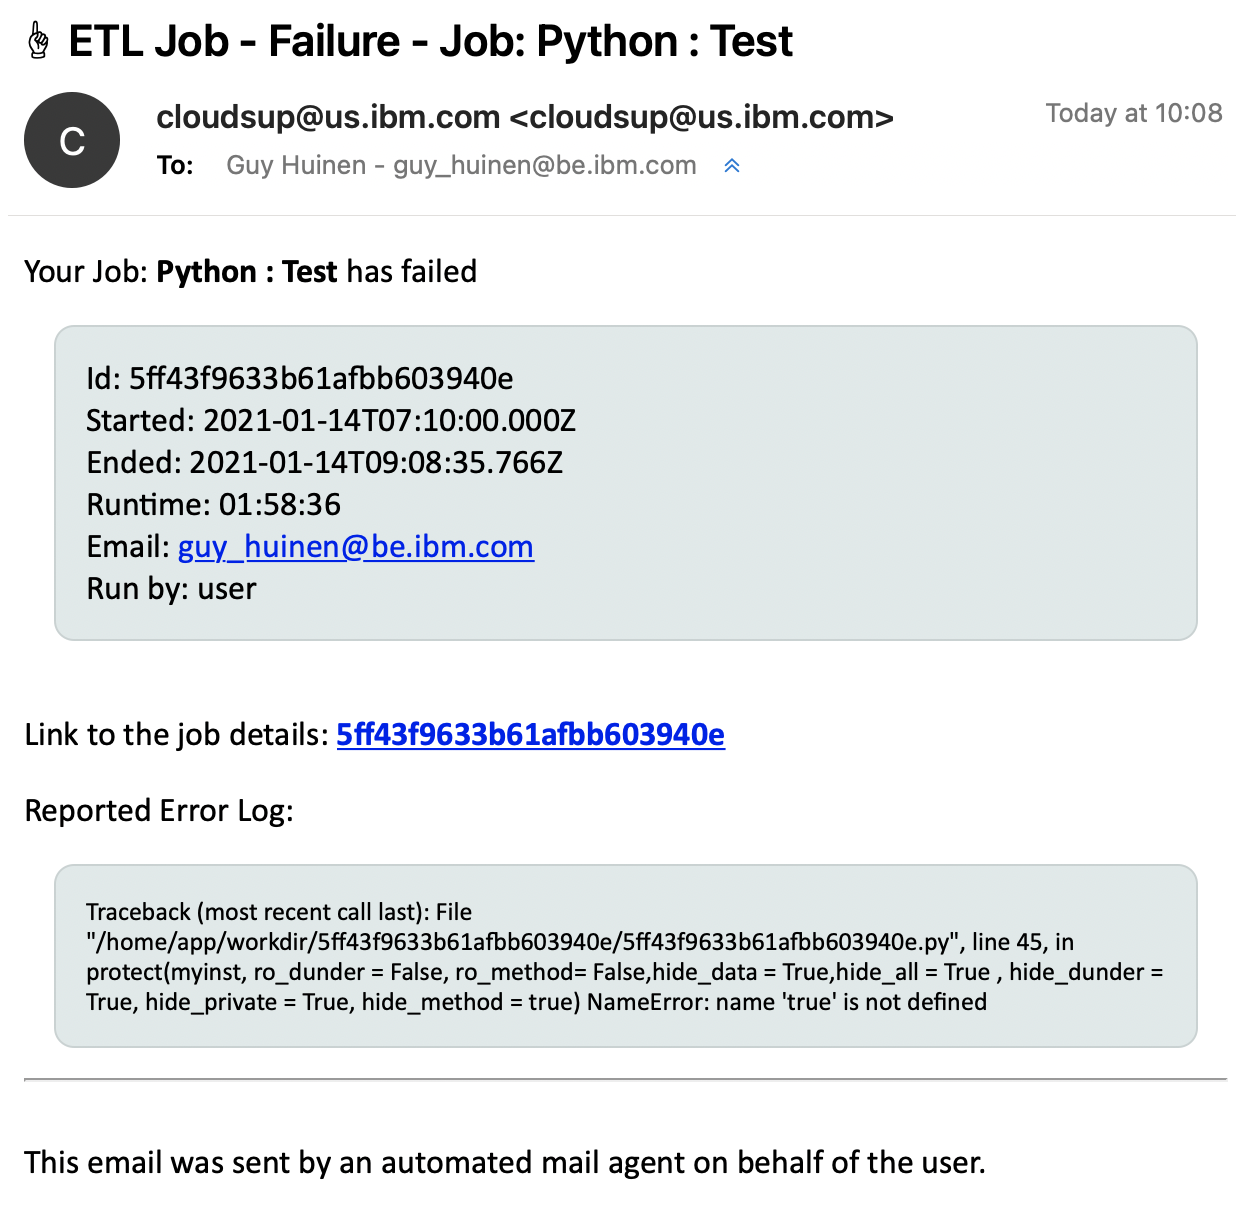 ☝ ETL Job - Failure - Job: Python : Test
C
cloudsup@us.ibm.com <cloudsup@us.ibm.com>
Today at 10:08
To: Guy Huinen - guy_huinen@be.ibm.com
Your Job: Python : Test has failed
Id: 5ff43f9633b61afbb603940e
Started: 2021-01-14T07:10:00.000Z
Ended: 2021-01-14T09:08:35.766Z
Runtime: 01:58:36
Email: guy_huinen@be.ibm.com
Run by: user
Link to the job details: 5ff43f9633b61afbb603940e
Reported Error Log:
Traceback (most recent call last): File
"/home/app/workdir/5ff43f9633b61afbb603940e/5ff43f9633b61afbb603940e.py", line 45, in
protect(myinst, ro_dunder = False, ro_method= False,hide_data = True,hide_all = True , hide_dunder =
True, hide_private = True, hide_method = true) NameError: name 'true' is not defined
This email was sent by an automated mail agent on behalf of the user.